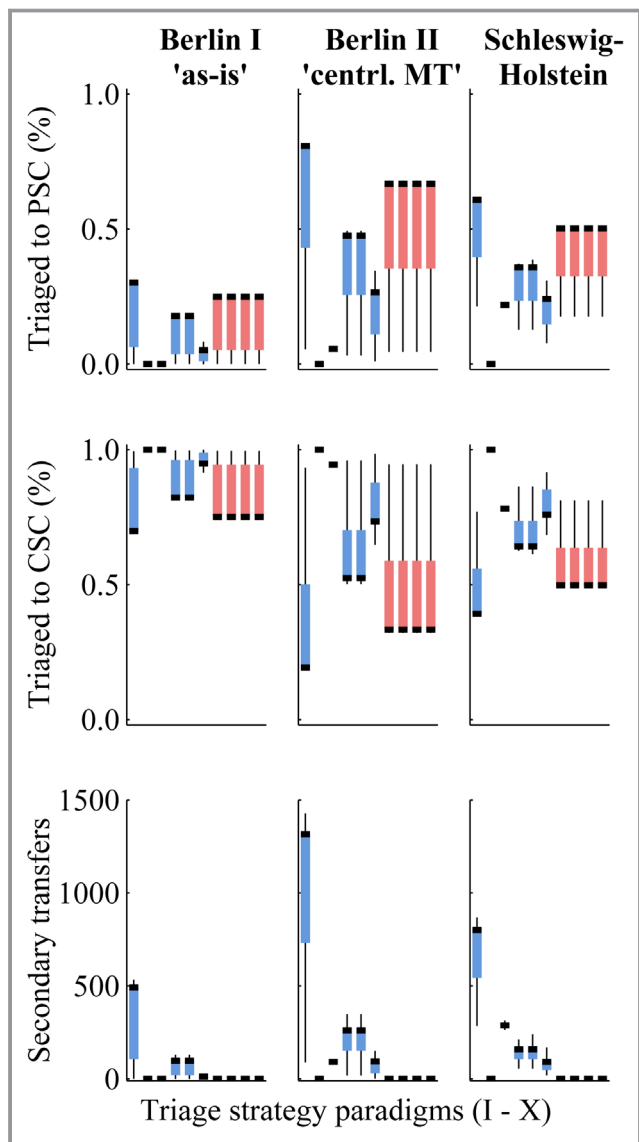 Berlin I
'as-is'
Berlin II
'centrl. MT'
Schleswig-
Holstein
Triaged to PSC (%)
1.0
0.5
0.0
Triaged to CSC (%)
1.0
0.5
0.0
Secondary transfers
1500
1000
500
0
Triage strategy paradigms (I - X)